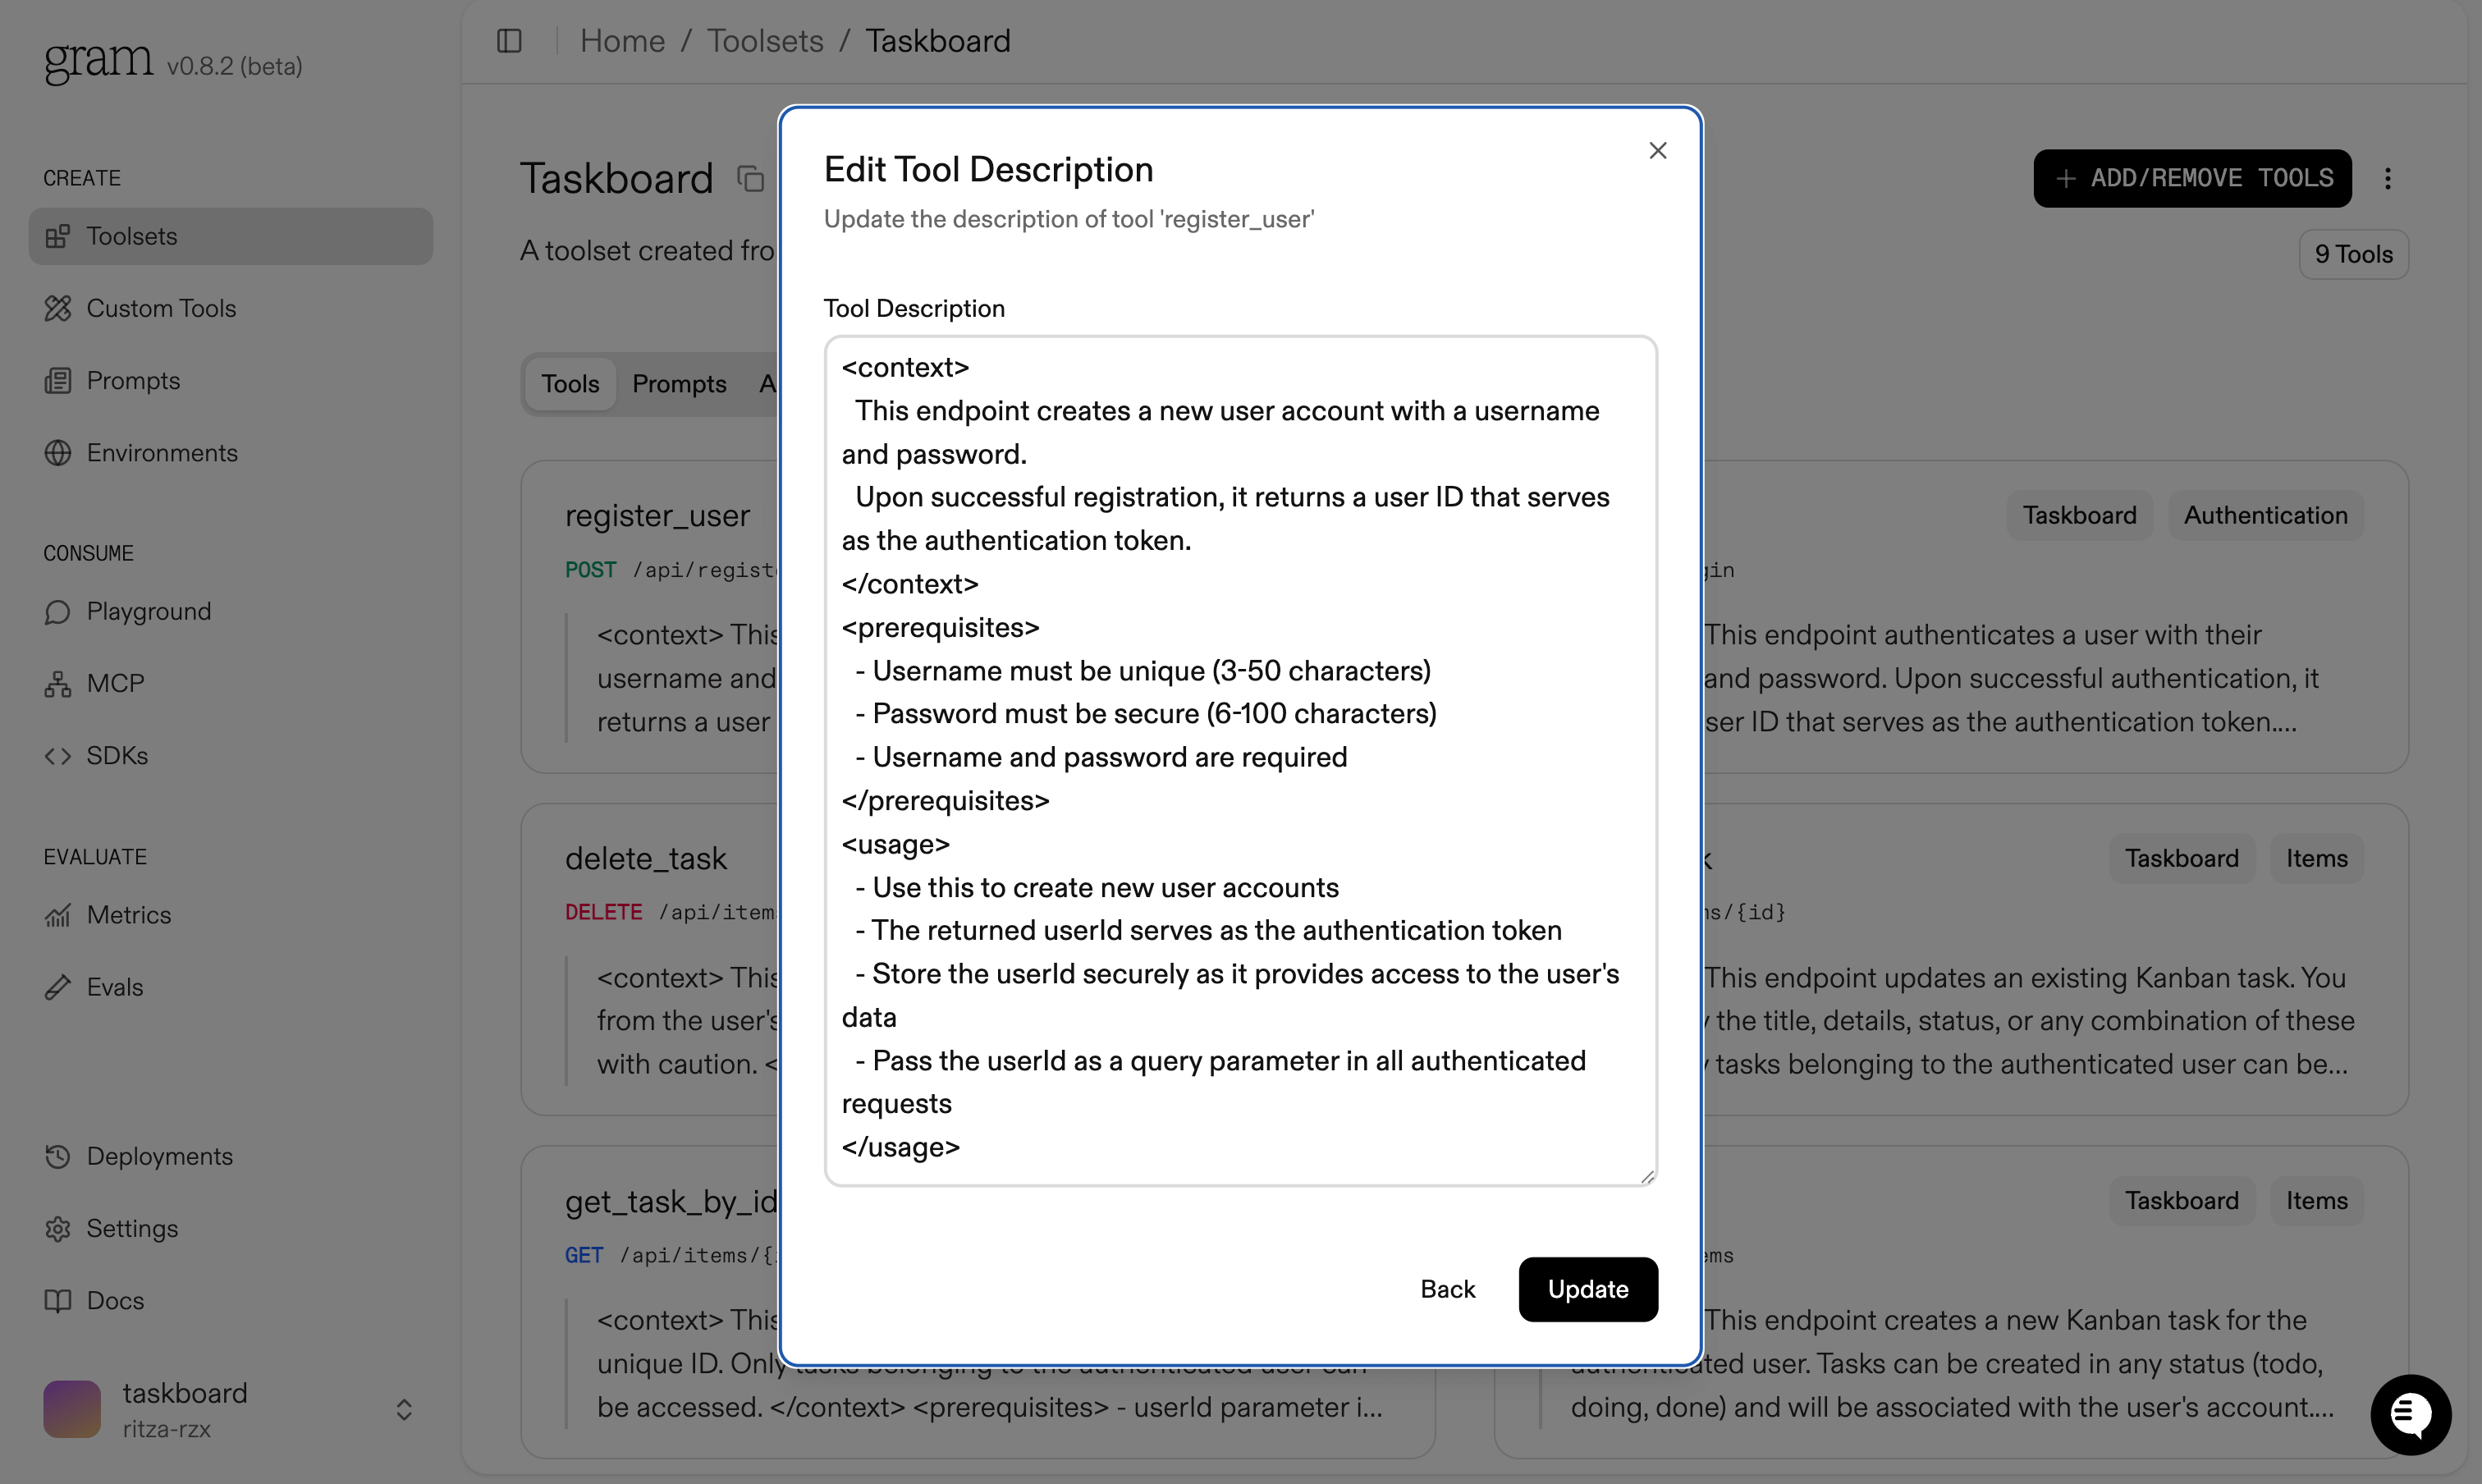 gram v0.8.2 (beta)
CREATE
Toolsets
Custom Tools
Prompts
Environments
CONSUME
Playground
MCP
SDKs
EVALUATE
Metrics
Evals
Deployments
Settings
Docs
taskboard
ritza-rzx
Home / Toolsets / Taskboard
Taskboard
ADD/REMOVE TOOLS
A toolset created fro
9 Tools
Tools Prompts A
register_user
POST /api/regist
<context> This
username and
returns a user
Taskboard Authentication
gin
This endpoint authenticates a user with their
and password. Upon successful authentication, it
ser ID that serves as the authentication token....
delete_task
DELETE /api/item
<context> This
from the user's
with caution. <
k
Taskboard Items
ms/{id}
This endpoint updates an existing Kanban task. You
the title, details, status, or any combination of these
tasks belonging to the authenticated user can be...
get_task_by_id
GET /api/items/{
<context> This
unique ID. Only tasks belonging to the authenticated user can
be accessed. </context> <prerequisites> - userId parameter i...
Taskboard Items
ems
This endpoint creates a new Kanban task for the
authenticated user. Tasks can be created in any status (todo,
doing, done) and will be associated with the user's account....
Edit Tool Description
Update the description of tool 'register_user'
Tool Description
<context>
This endpoint creates a new user account with a username
and password.
Upon successful registration, it returns a user ID that serves
as the authentication token.
</context>
<prerequisites>
- Username must be unique (3-50 characters)
- Password must be secure (6-100 characters)
- Username and password are required
</prerequisites>
<usage>
- Use this to create new user accounts
- The returned userId serves as the authentication token
- Store the userId securely as it provides access to the user's
data
- Pass the userId as a query parameter in all authenticated
requests
</usage>
Back
Update